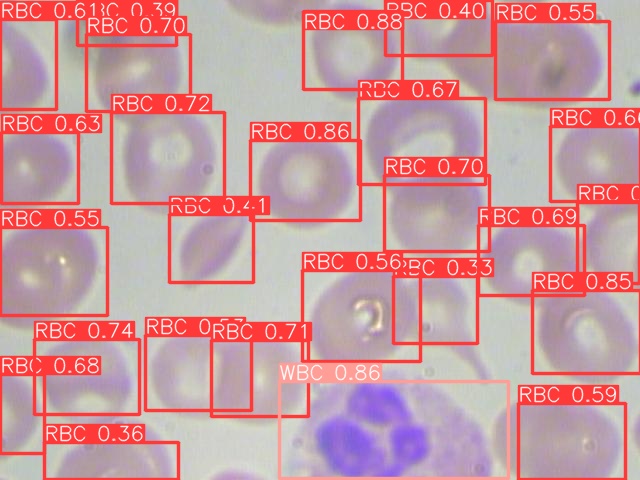 RBC 0.61
0.39
RBC 0.70
RBC 0.88
RBC 0.40
RBC 0.55
RBC 0.72
RBC 0.67
RBC 0.63
RBC 0.86
RBC 0.70
RBC
RBC 0.41
RBC 0.55
RBC 0.69
RBC 0.56
RBC 0.33
RBC 0.85
RBC 0.74
RBC
RBC 0.71
RBC 0.68
WBC 0.86
RBC 0.59
RBC 0.36